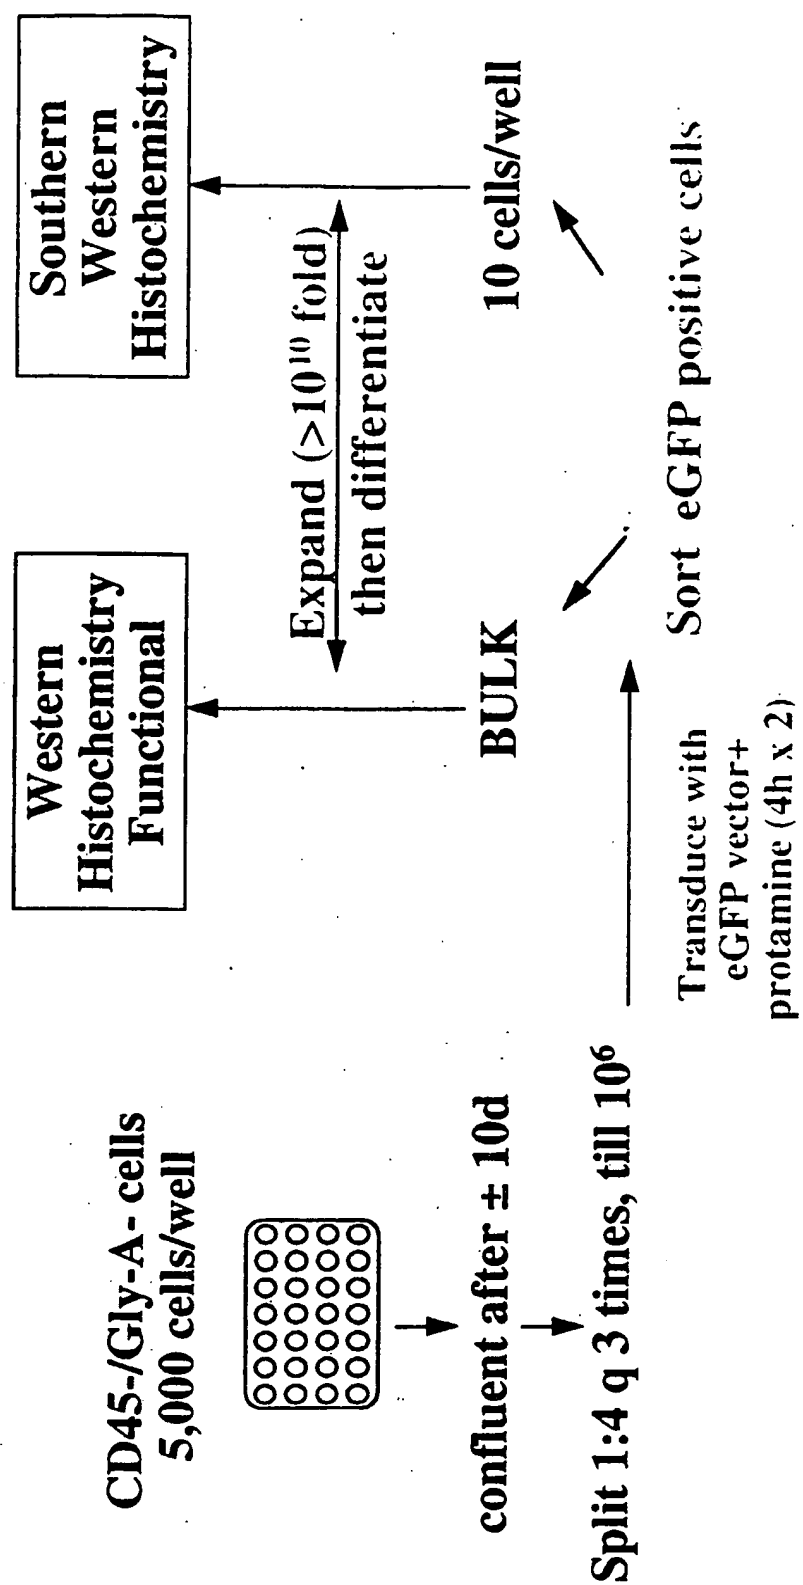 CD45-/Gly-A- cells
5,000 cells/well
confluent after ± 10d
Split 1:4 q 3 times, till 10⁶
Transduce with
eGFP vector+
protamine (4h x 2)
Sort eGFP positive cells
BULK
10 cells/well
Expand (>10¹⁰ fold)
then differentiate
Western
Histochemistry
Functional
Southern
Western
Histochemistry